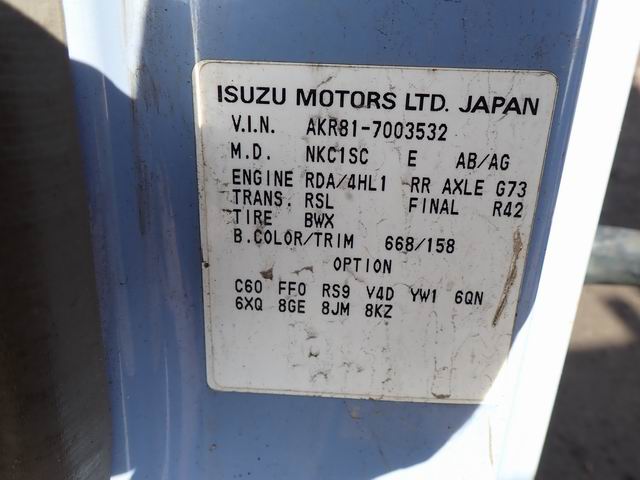 ISUZU MOTORS LTD. JAPAN
V.I.N. AKR81-7003532
M.D. NKC1SC E AB/AG
ENGINE RDA/4HL1 RR AXLE G73
TRANS. RSL FINAL R42
TIRE BWX
B.COLOR/TRIM 668/158
OPTION
C60 FF0 RS9 V4D YW1 6QN
6XQ 8GE 8JM 8KZ